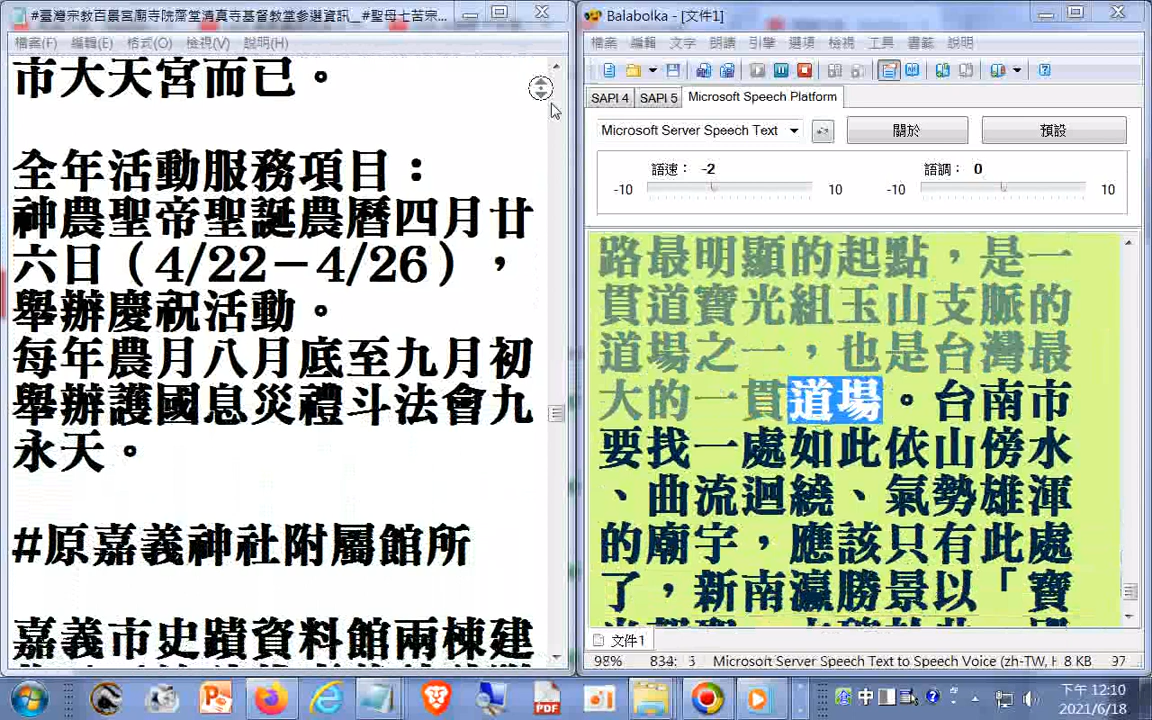 #臺灣宗教百景宮廟寺院齋堂清真寺基督教堂参選資訊__#聖母七苦宗...
檔案(F) 編輯(E) 格式(O) 檢視(V) 說明(H)
市大天宮而已。
全年活動服務項目：
神農聖帝聖誕農曆四月廿
六日（4/22－4/26），
舉辦慶祝活動。
每年農月八月底至九月初
舉辦護國息災禮斗法會九
永天。
#原嘉義神社附屬館所
嘉義市史蹟資料館兩棟建
Balabolka - [文件1]
檔案 編輯 文字 朗讀 引擎 選項 檢視 工具 書籤 說明
SAPI 4 SAPI 5 Microsoft Speech Platform
Microsoft Server Speech Text 關於 預設
語速： -2 語調： 0
-10 10 -10 10
路最明顯的起點，是一
貫道寶光組玉山支脈的
道場之一，也是台灣最
大的一貫道場。台南市
要找一處如此依山傍水
、曲流迴繞、氣勢雄渾
的廟宇，應該只有此處
了，新南瀛勝景以「寶
文件1
98% 834: 3 Microsoft Server Speech Text to Speech Voice (zh-TW, H 8 KB 97
中
下午 12:10
2021/6/18